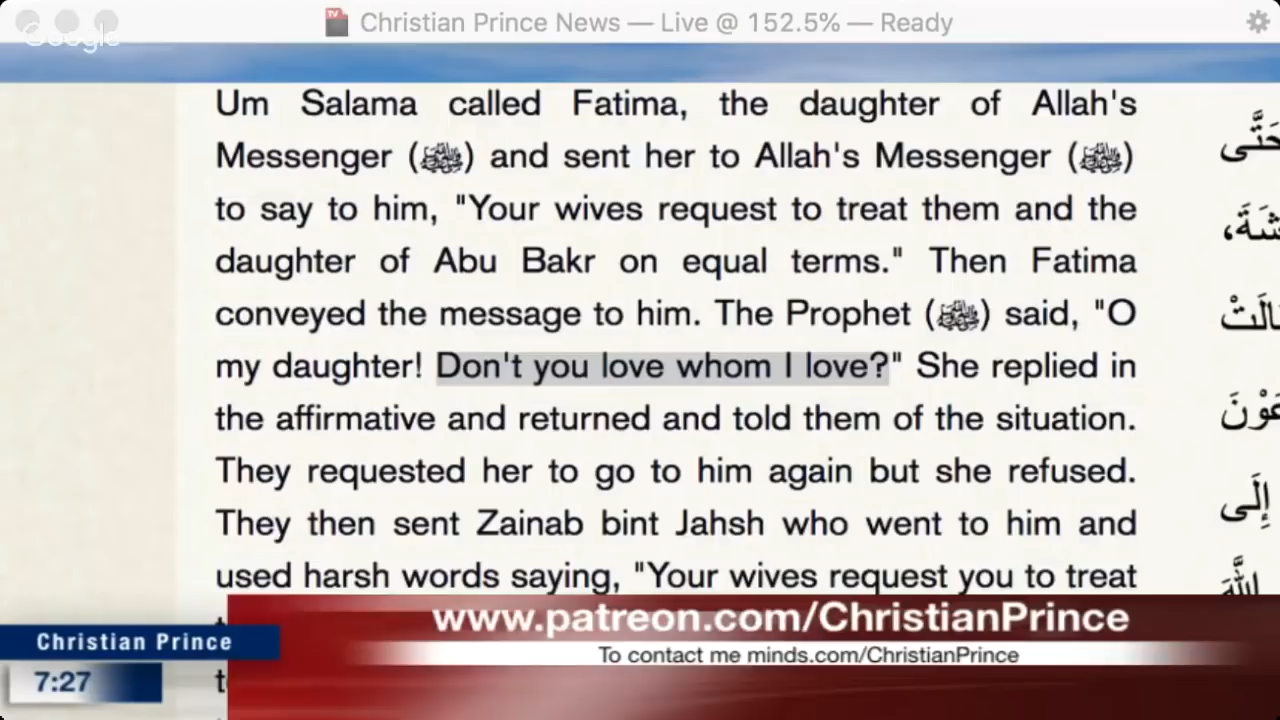 Christian Prince News — Live @ 152.5% — Ready
Google
Um Salama called Fatima, the daughter of Allah's
Messenger (ﷺ) and sent her to Allah's Messenger (ﷺ)
to say to him, "Your wives request to treat them and the
daughter of Abu Bakr on equal terms." Then Fatima
conveyed the message to him. The Prophet (ﷺ) said, "O
my daughter! Don't you love whom I love?" She replied in
the affirmative and returned and told them of the situation.
They requested her to go to him again but she refused.
They then sent Zainab bint Jahsh who went to him and
used harsh words saying, "Your wives request you to treat
حَتَّى
إِلَى
www.patreon.com/ChristianPrince
To contact me minds.com/ChristianPrince
Christian Prince
7:27